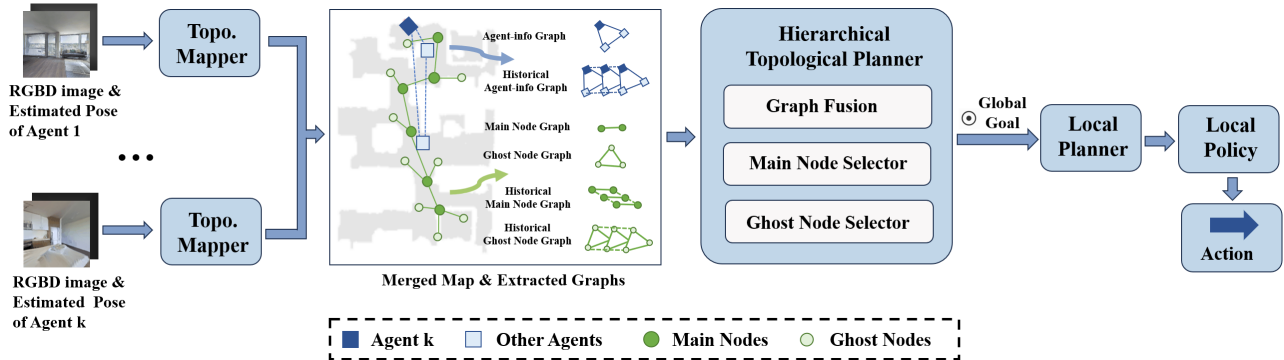 RGBD image &
Estimated Pose
of Agent 1
Topo.
Mapper
RGBD image &
Estimated Pose
of Agent k
Topo.
Mapper
Agent-info Graph
Historical
Agent-info Graph
Main Node Graph
Ghost Node Graph
Historical
Main Node Graph
Historical
Ghost Node Graph
Merged Map & Extracted Graphs
Hierarchical
Topological Planner
Graph Fusion
Main Node Selector
Ghost Node Selector
Global
Goal
Local
Planner
Local
Policy
Action
Agent k
Other Agents
Main Nodes
Ghost Nodes